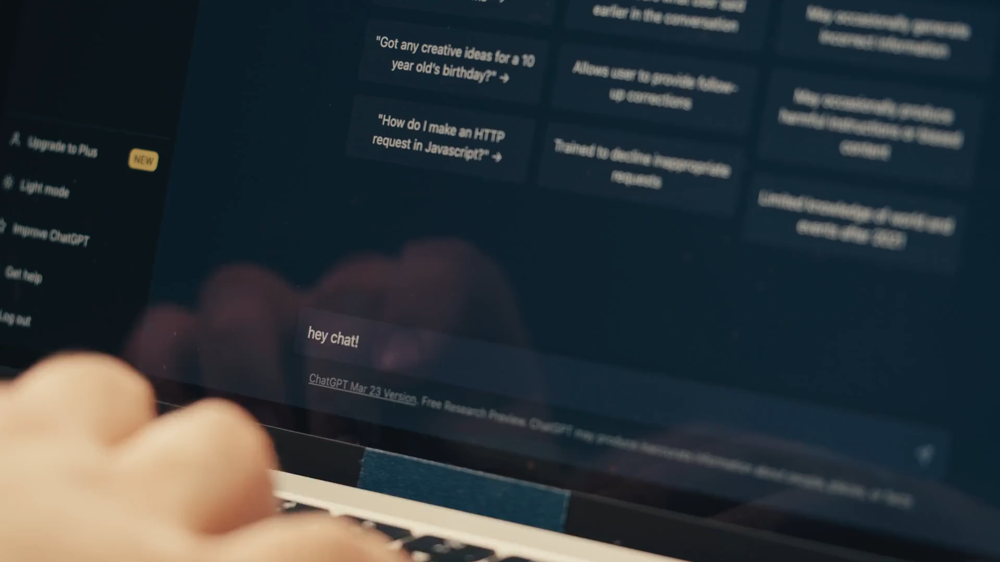 earlier in the conversation
May occasionally generate
incorrect information
"Got any creative ideas for a 10
year old's birthday?" →
Allows user to provide follow-
up corrections
May occasionally produce
harmful instructions or biased
content
"How do I make an HTTP
request in Javascript?" →
Trained to decline inappropriate
requests
Limited knowledge of world and
events after 2021
Upgrade to Plus
NEW
Light mode
Improve ChatGPT
Get help
Log out
hey chat!
ChatGPT Mar 23 Version. Free Research Preview. ChatGPT may produce inaccurate information about people, places, or facts